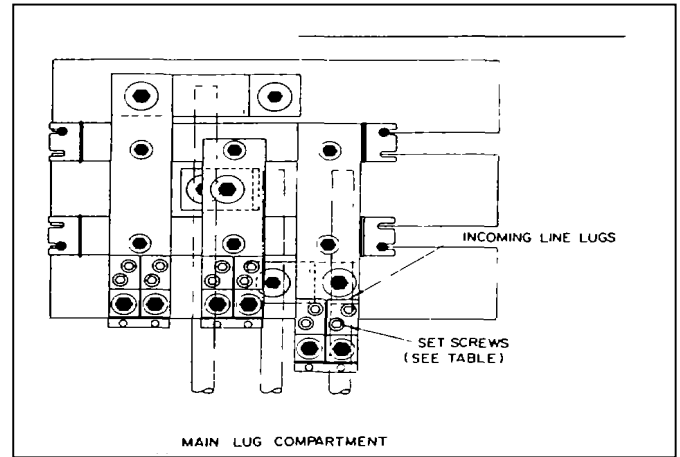 INCOMING LINE LUGS
SET SCREWS
(SEE TABLE)
MAIN LUG COMPARTMENT